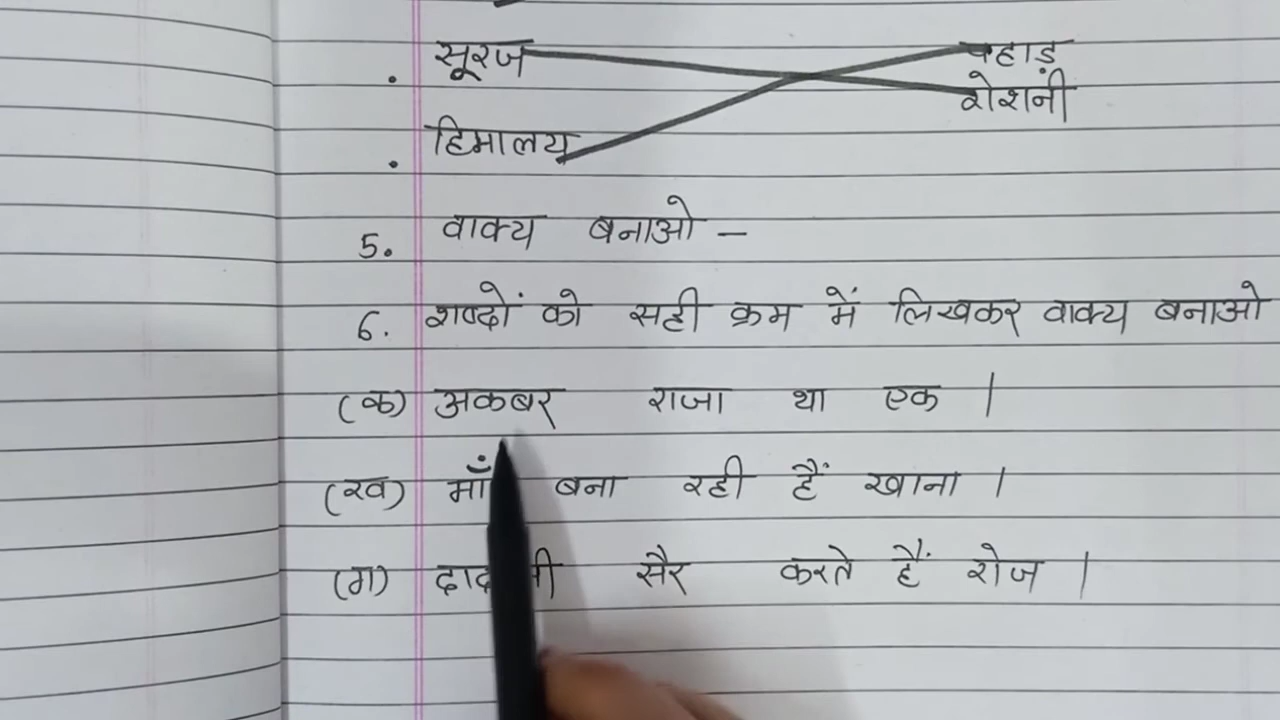 सूरज पहाड़
. रोशनी
. हिमालय
5. वाक्य बनाओ –
6. शब्दों को सही क्रम में लिखकर वाक्य बनाओ
(क) अकबर राजा था एक |
(ख) माँ बना रही हैं खाना |
(ग) सैर करते हैं रोज |